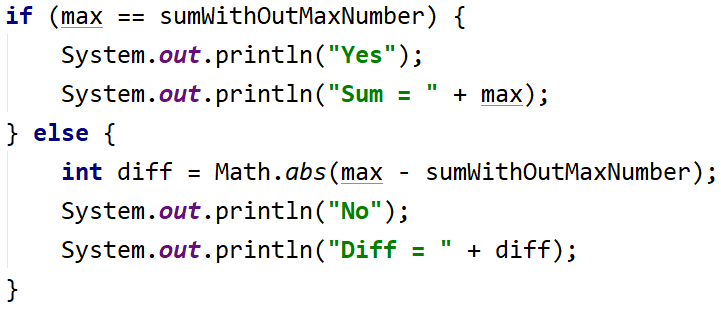 if (max == sumWithOutMaxNumber) {
    System.out.println("Yes");
    System.out.println("Sum = " + max);
} else {
    int diff = Math.abs(max - sumWithOutMaxNumber);
    System.out.println("No");
    System.out.println("Diff = " + diff);
}